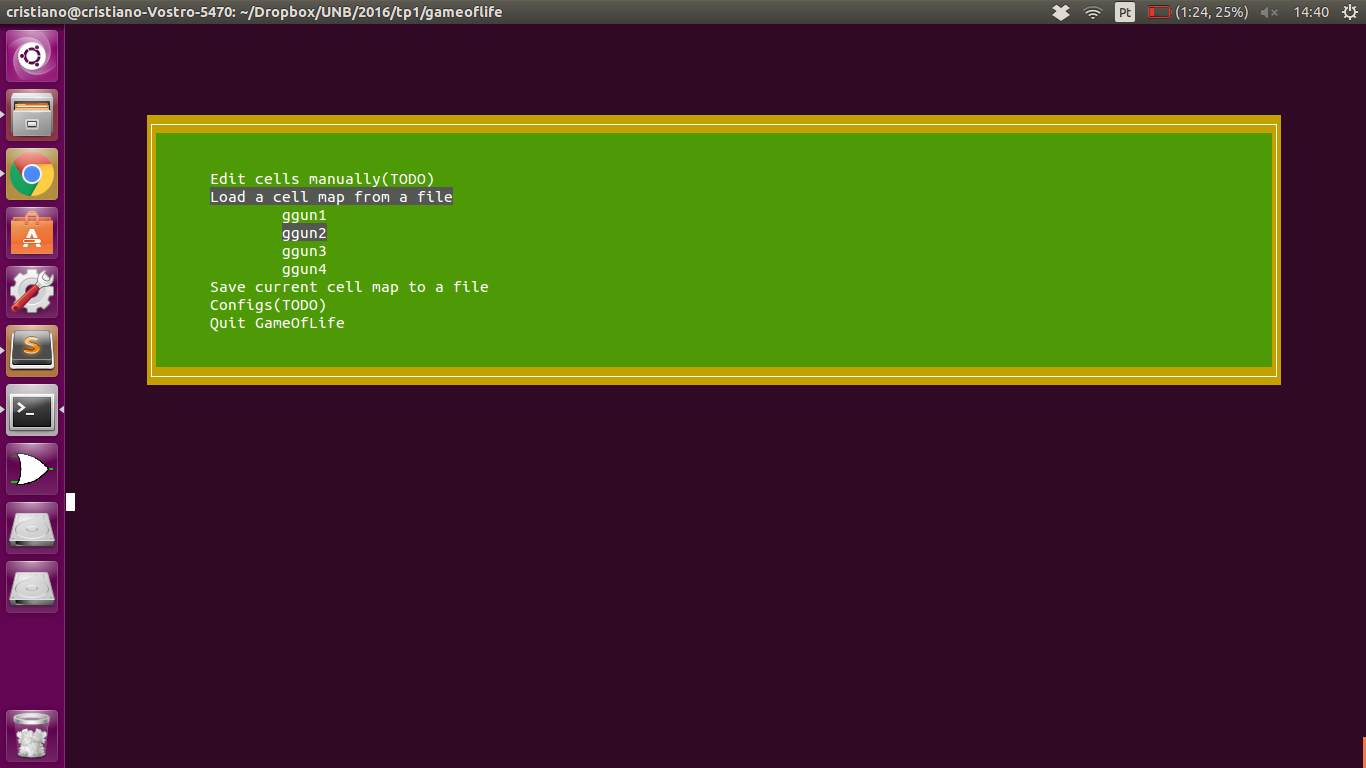 cristiano@cristiano-Vostro-5470: ~/Dropbox/UNB/2016/tp1/gameoflife
Pt (1:24, 25%) 14:40
Edit cells manually(TODO)
Load a cell map from a file
ggun1
ggun2
ggun3
ggun4
Save current cell map to a file
Configs(TODO)
Quit GameOfLife